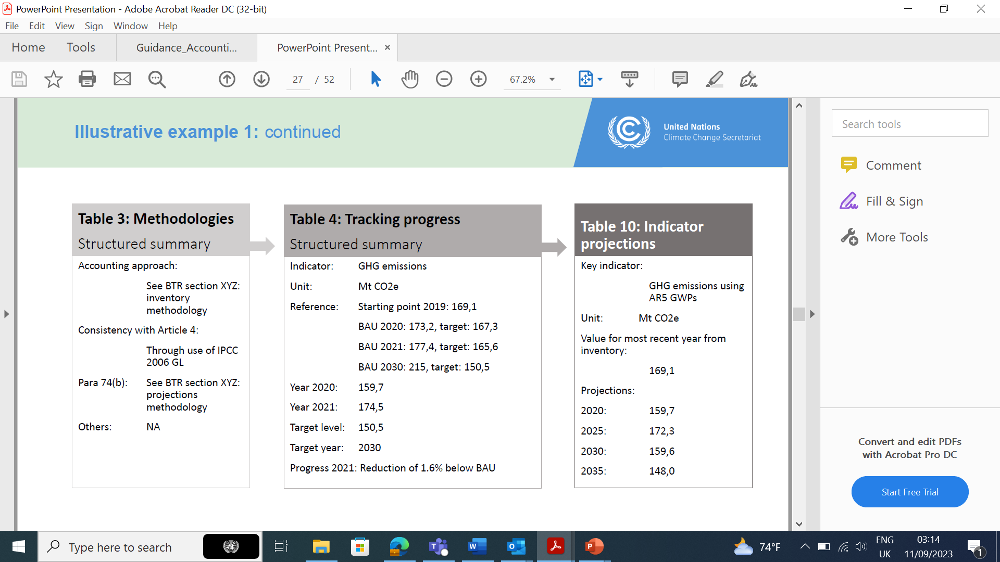 PowerPoint Presentation - Adobe Acrobat Reader DC (32-bit)
File Edit View Sign Window Help
Home Tools Guidance_Accounti... PowerPoint Present... ×
27 / 52 67.2%
Illustrative example 1: continued
United Nations
Climate Change Secretariat
Table 3: Methodologies
Structured summary
Accounting approach:
See BTR section XYZ:
inventory
methodology
Consistency with Article 4:
Through use of IPCC
2006 GL
Para 74(b): See BTR section XYZ:
projections
methodology
Others: NA
Table 4: Tracking progress
Structured summary
Indicator: GHG emissions
Unit: Mt CO2e
Reference: Starting point 2019: 169,1
BAU 2020: 173,2, target: 167,3
BAU 2021: 177,4, target: 165,6
BAU 2030: 215, target: 150,5
Year 2020: 159,7
Year 2021: 174,5
Target level: 150,5
Target year: 2030
Progress 2021: Reduction of 1.6% below BAU
Table 10: Indicator
projections
Key indicator:
GHG emissions using
AR5 GWPs
Unit: Mt CO2e
Value for most recent year from
inventory:
169,1
Projections:
2020: 159,7
2025: 172,3
2030: 159,6
2035: 148,0
Search tools
Comment
Fill & Sign
More Tools
Convert and edit PDFs
with Acrobat Pro DC
Start Free Trial
Type here to search
74°F
ENG
UK
03:14
11/09/2023
1